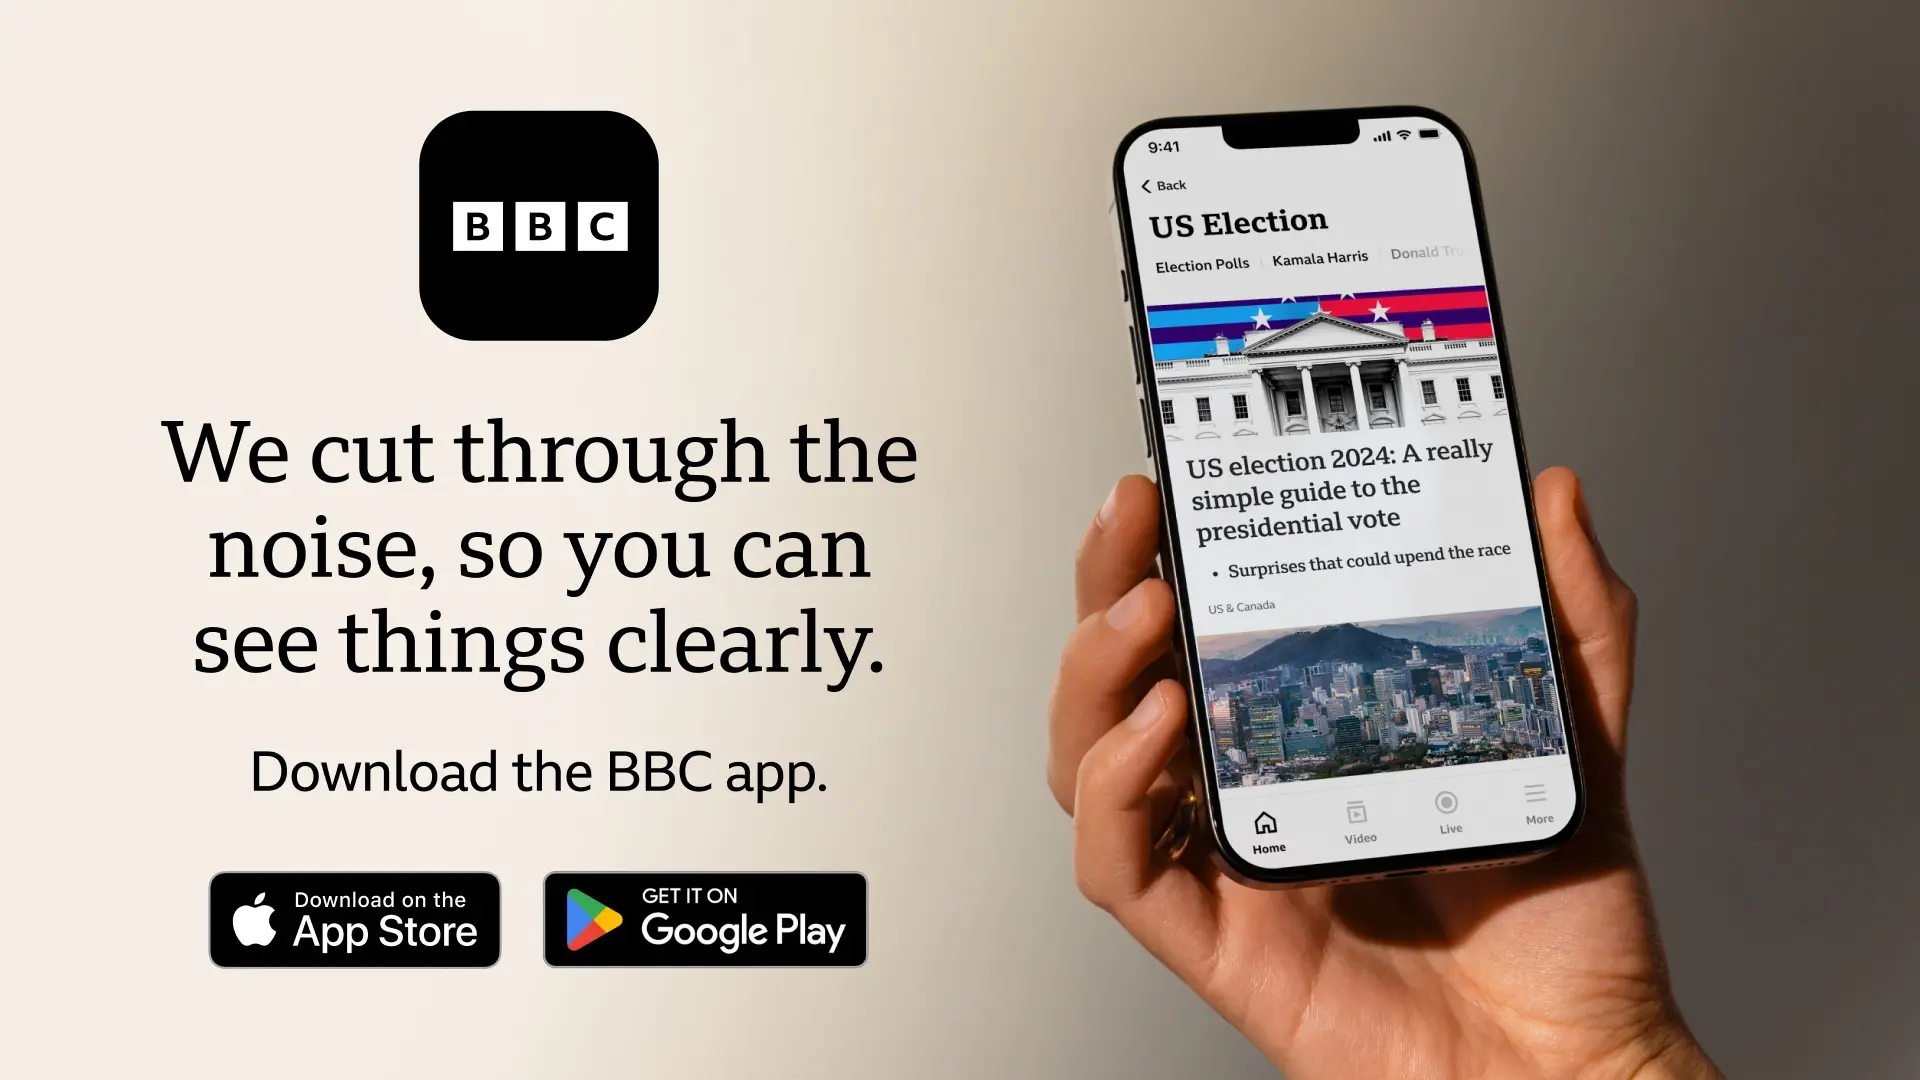 BBC
We cut through the
noise, so you can
see things clearly.
Download the BBC app.
Download on the
App Store
GET IT ON
Google Play
9:41
Back
US Election
Election Polls
Kamala Harris
Donald Tru
US election 2024: A really
simple guide to the
presidential vote
• Surprises that could upend the race
US & Canada
Home
Video
Live
More